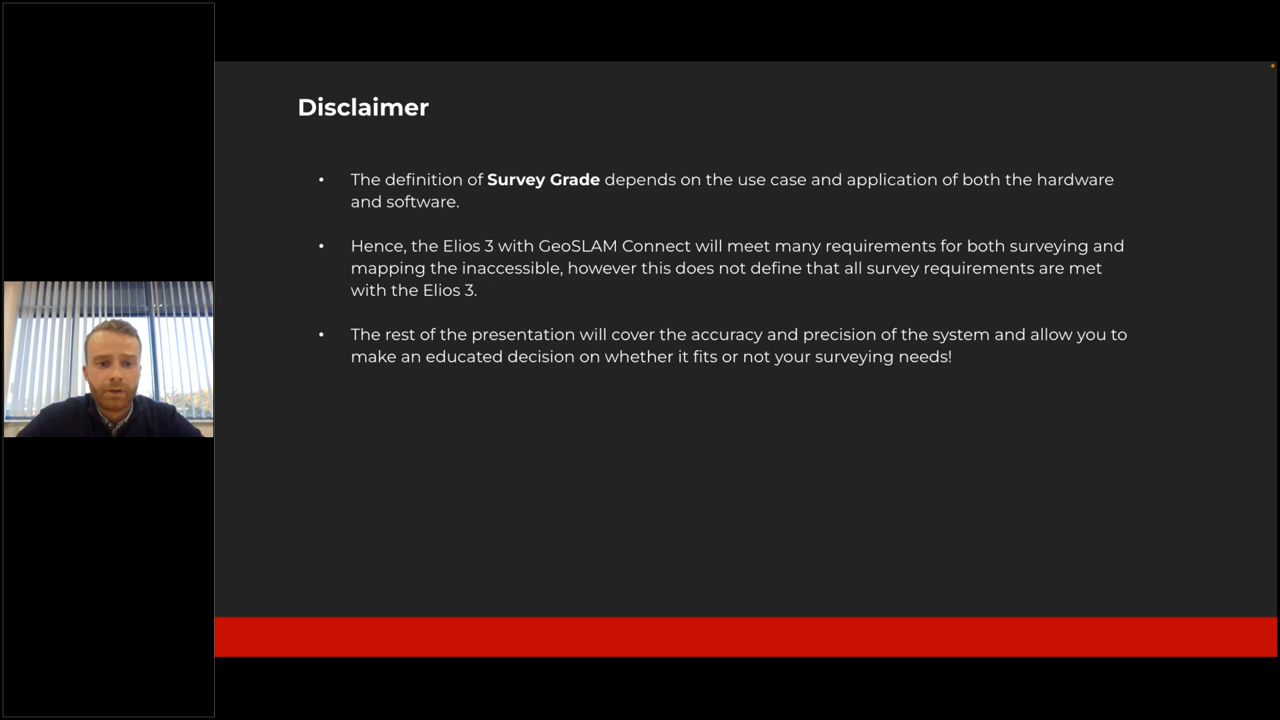 Disclaimer
• The definition of Survey Grade depends on the use case and application of both the hardware
and software.
• Hence, the Elios 3 with GeoSLAM Connect will meet many requirements for both surveying and
mapping the inaccessible, however this does not define that all survey requirements are met
with the Elios 3.
• The rest of the presentation will cover the accuracy and precision of the system and allow you to
make an educated decision on whether it fits or not your surveying needs!